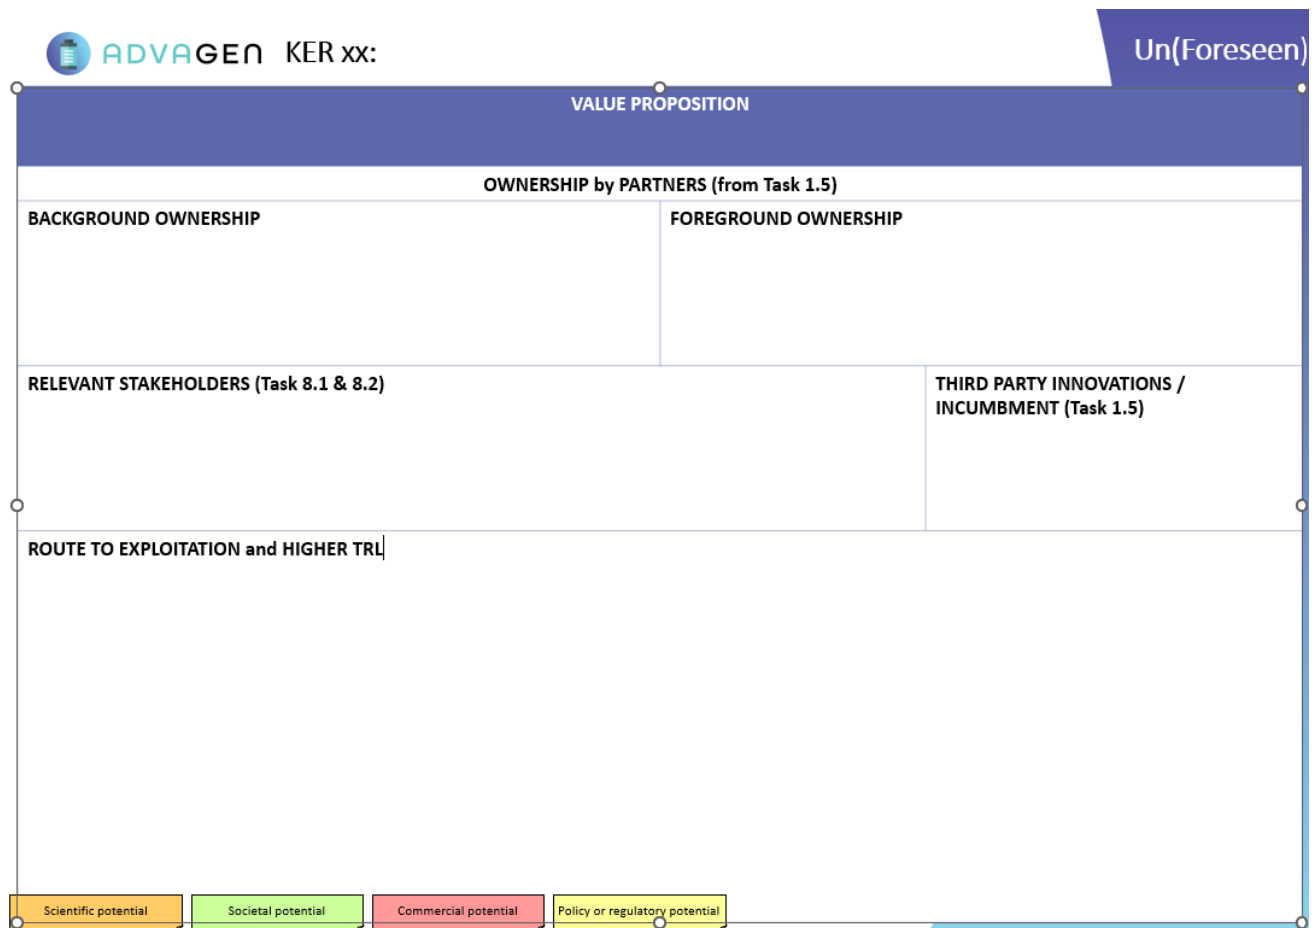 ADVAGEN KER xx:
Un(Foreseen)
VALUE PROPOSITION
OWNERSHIP by PARTNERS (from Task 1.5)
BACKGROUND OWNERSHIP
FOREGROUND OWNERSHIP
RELEVANT STAKEHOLDERS (Task 8.1 & 8.2)
THIRD PARTY INNOVATIONS /
INCUMBMENT (Task 1.5)
ROUTE TO EXPLOITATION and HIGHER TRL
Scientific potential
Societal potential
Commercial potential
Policy or regulatory potential